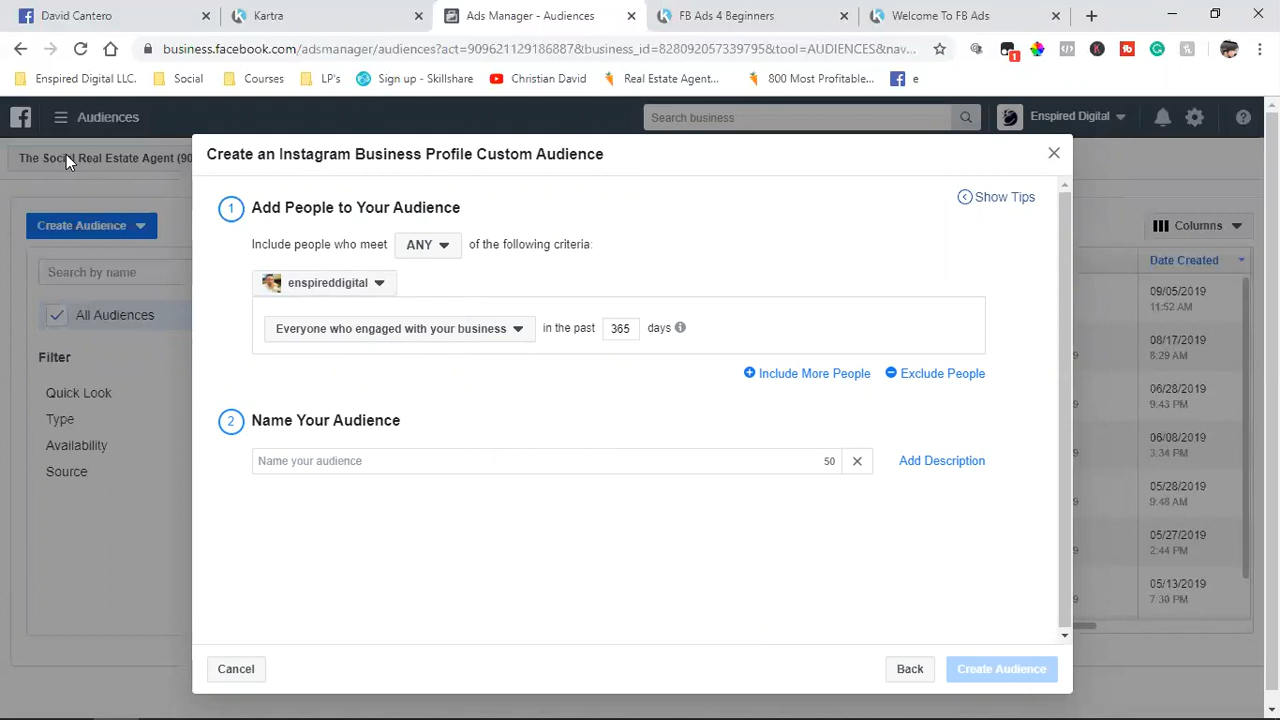 David Cantero
Kartra
Ads Manager - Audiences
FB Ads 4 Beginners
Welcome To FB Ads
business.facebook.com/adsmanager/audiences?act=909621129186887&business_id=828092057339795&tool=AUDIENCES&nav...
1
Enspired Digital LLC.
Social
Courses
LP's
Sign up - Skillshare
Christian David
Real Estate Agent...
800 Most Profitable...
e
Audiences
Search business
Enspired Digital
The Social Real Estate Agent (90
Create an Instagram Business Profile Custom Audience
Show Tips
1 Add People to Your Audience
Include people who meet ANY of the following criteria:
enspireddigital
Everyone who engaged with your business in the past 365 days
Include More People Exclude People
2 Name Your Audience
Name your audience 50 Add Description
Cancel Back Create Audience
Create Audience
Search by name
All Audiences
Filter
Quick Look
Type
Availability
Source
Columns
Date Created
09/05/2019
11:52 AM
08/17/2019
8:29 AM
06/28/2019
9:43 PM
06/08/2019
3:34 PM
05/28/2019
9:48 AM
05/27/2019
2:44 PM
05/13/2019
7:30 PM